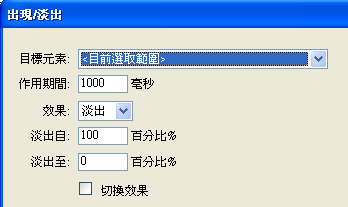 出現/淡出
目標元素: <目前選取範圍>
作用期間: 1000 毫秒
效果: 淡出
淡出自: 100 百分比%
淡出至: 0 百分比%
切換效果